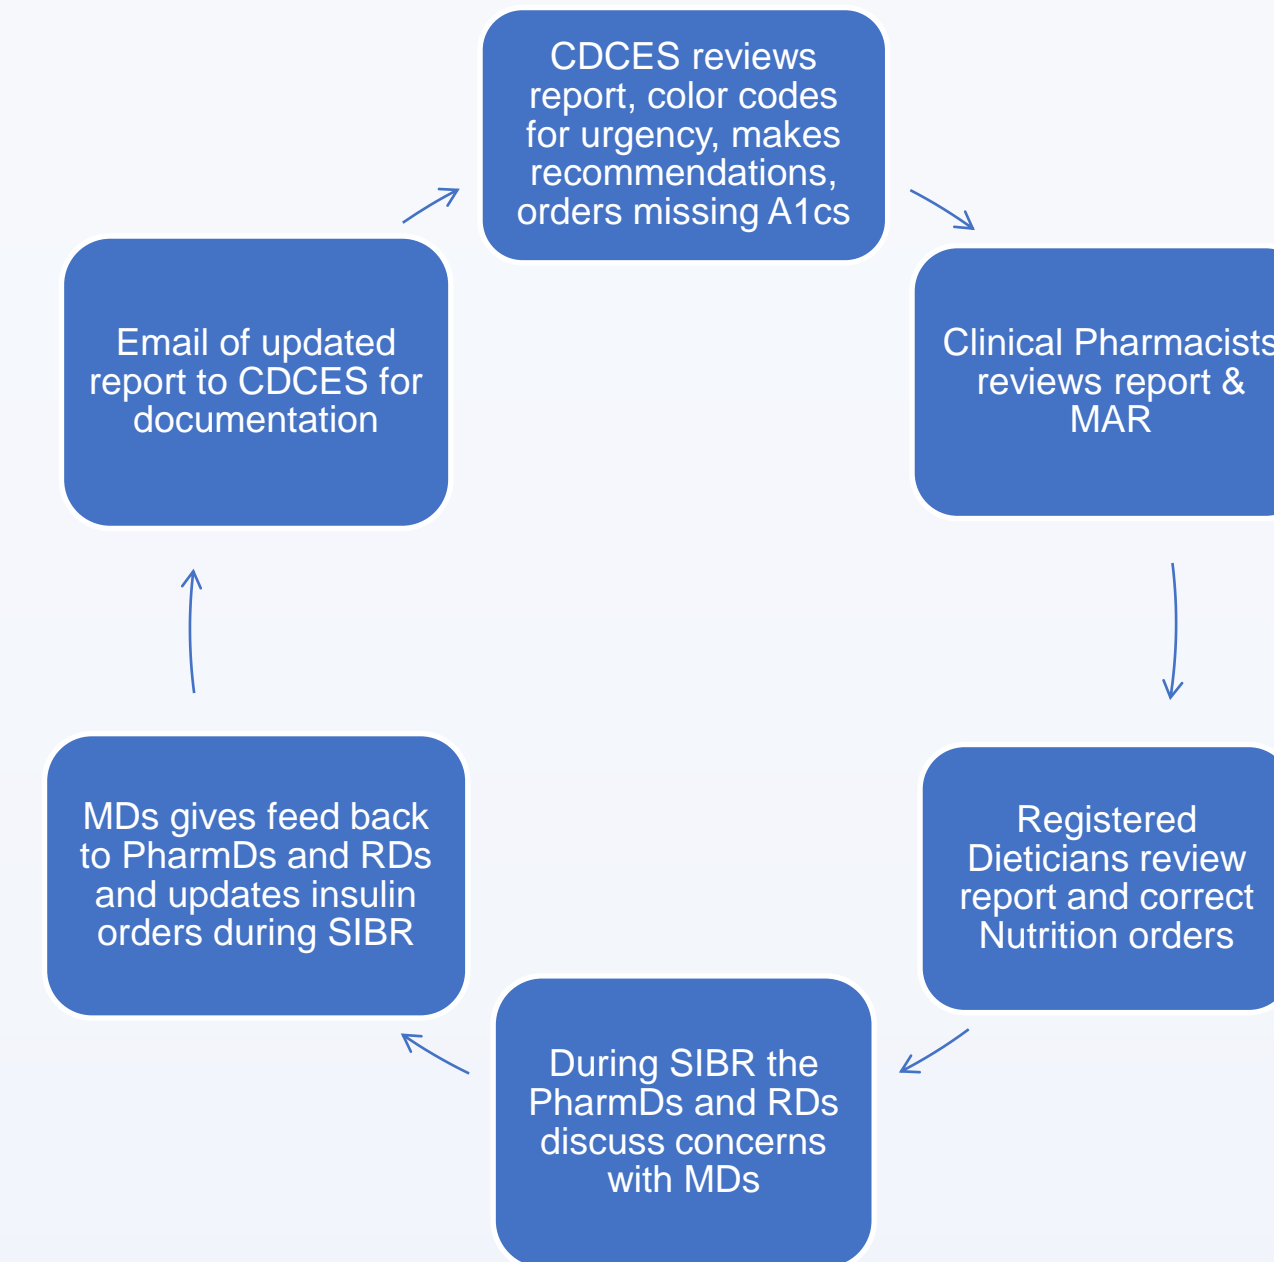 CDCES reviews
report, color codes
for urgency, makes
recommendations,
orders missing A1cs
Clinical Pharmacists
reviews report &
MAR
Registered
Dieticians review
report and correct
Nutrition orders
During SIBR the
PharmDs and RDs
discuss concerns
with MDs
MDs gives feed back
to PharmDs and RDs
and updates insulin
orders during SIBR
Email of updated
report to CDCES for
documentation